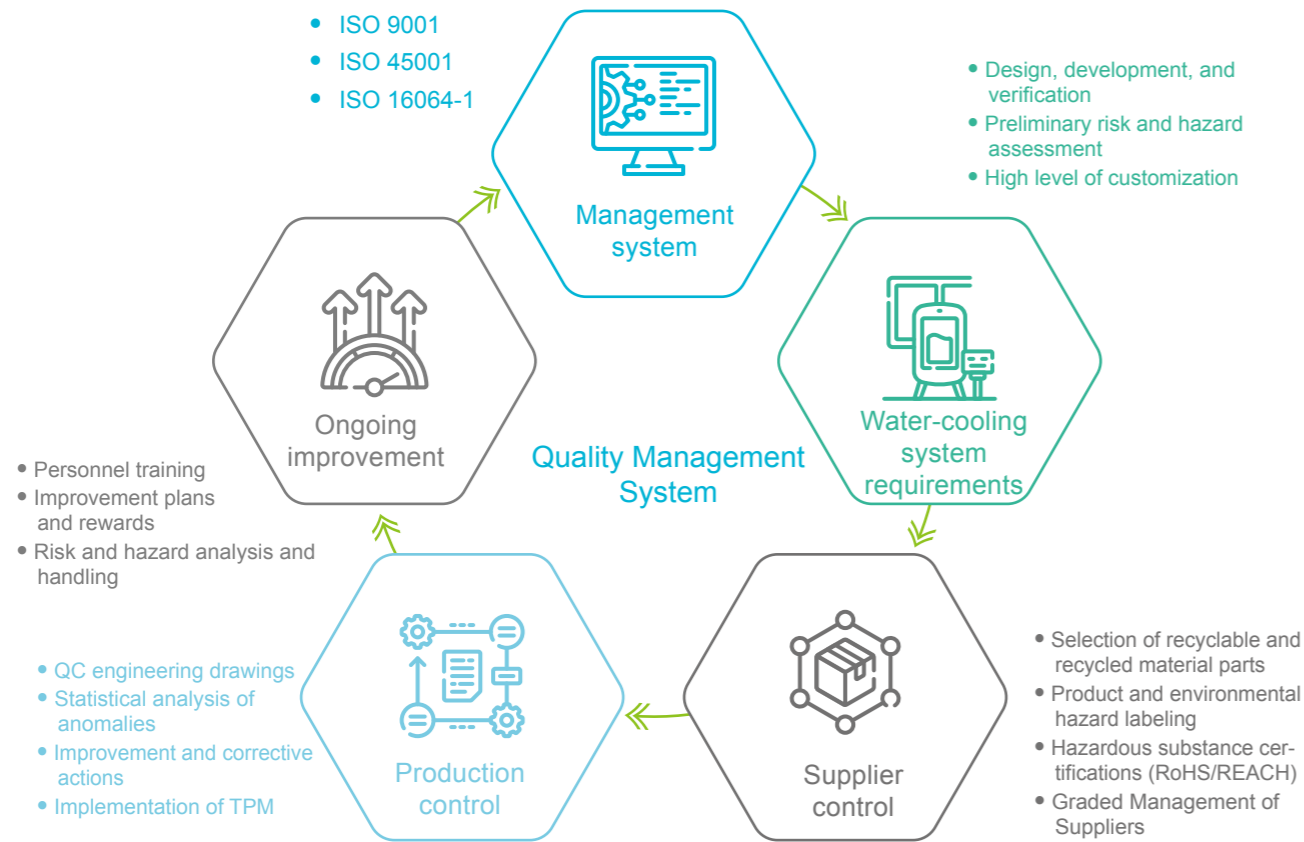 • ISO 9001
• ISO 45001
• ISO 16064-1
Management
system
• Design, development, and
verification
• Preliminary risk and hazard
assessment
• High level of customization
Water-cooling
system
requirements
Ongoing
improvement
Quality Management
System
• Personnel training
• Improvement plans
and rewards
• Risk and hazard analysis and
handling
• Selection of recyclable and
recycled material parts
• Product and environmental
hazard labeling
• Hazardous substance cer-
tifications (RoHS/REACH)
• Graded Management of
Suppliers
Supplier
control
Production
control
• QC engineering drawings
• Statistical analysis of
anomalies
• Improvement and corrective
actions
• Implementation of TPM